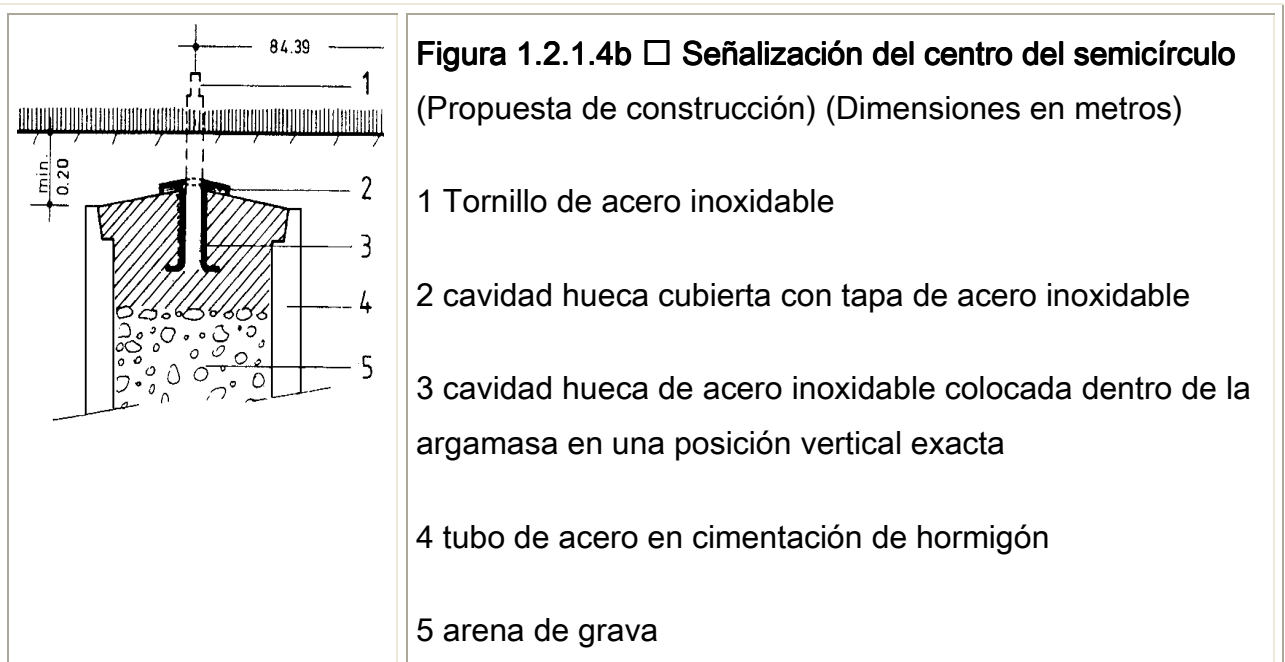 84.39
1
min.
0.20
2
3
4
5
Figura 1.2.1.4b □ Señalización del centro del semicírculo
(Propuesta de construcción) (Dimensiones en metros)
1 Tornillo de acero inoxidable
2 cavidad hueca cubierta con tapa de acero inoxidable
3 cavidad hueca de acero inoxidable colocada dentro de la
argamasa en una posición vertical exacta
4 tubo de acero en cimentación de hormigón
5 arena de grava